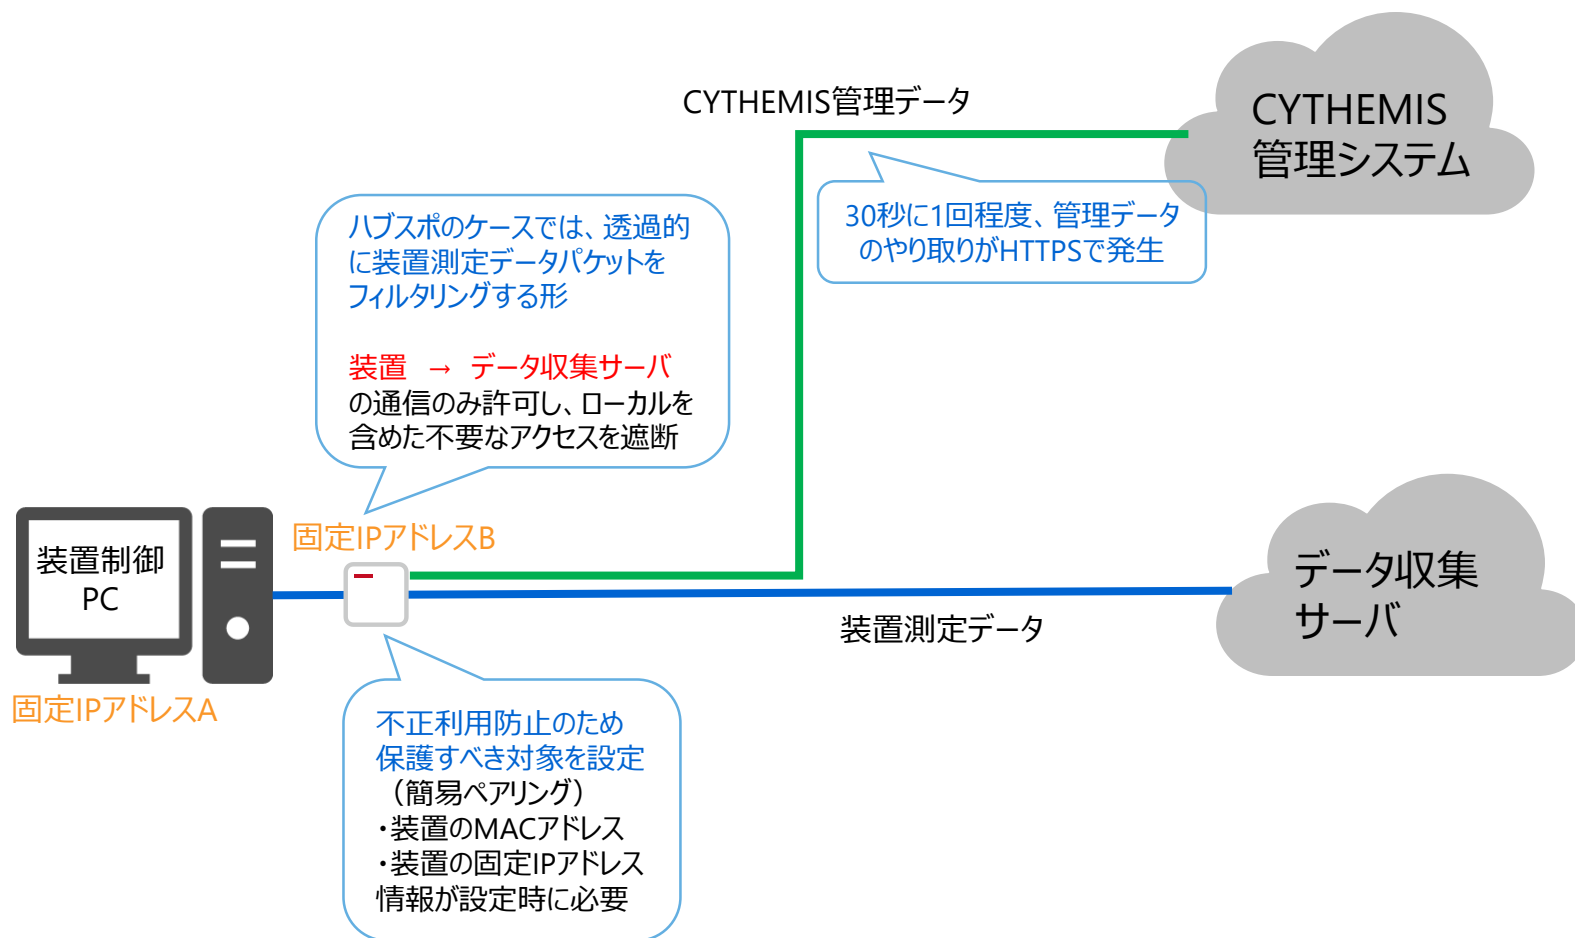 CYTHEMIS管理データ
CYTHEMIS
管理システム
30秒に1回程度、管理データ
のやり取りがHTTPSで発生
ハブスポのケースでは、透過的
に装置測定データパケットを
フィルタリングする形
装置　→　データ収集サーバ
の通信のみ許可し、ローカルを
含めた不要なアクセスを遮断
固定IPアドレスB
装置制御
PC
固定IPアドレスA
装置測定データ
データ収集
サーバ
不正利用防止のため
保護すべき対象を設定
（簡易ペアリング）
・装置のMACアドレス
・装置の固定IPアドレス
情報が設定時に必要